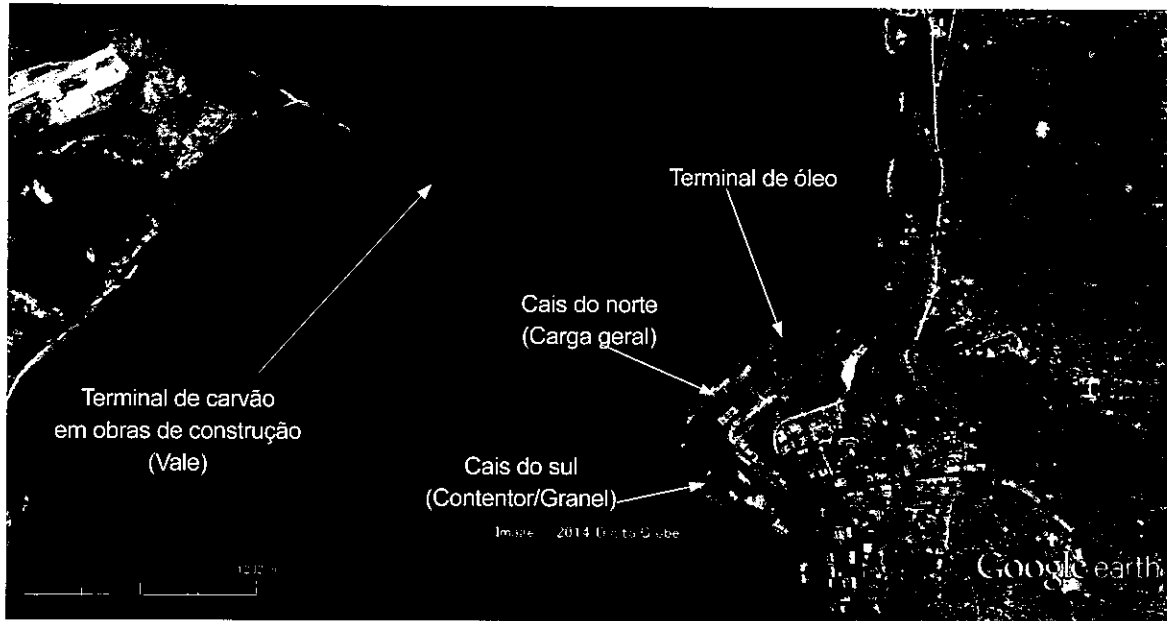 Terminal de óleo
Cais do norte
(Carga geral)
Terminal de carvão
em obras de construção
(Vale)
Cais do sul
(Contentor/Granel)
2014
Google earth